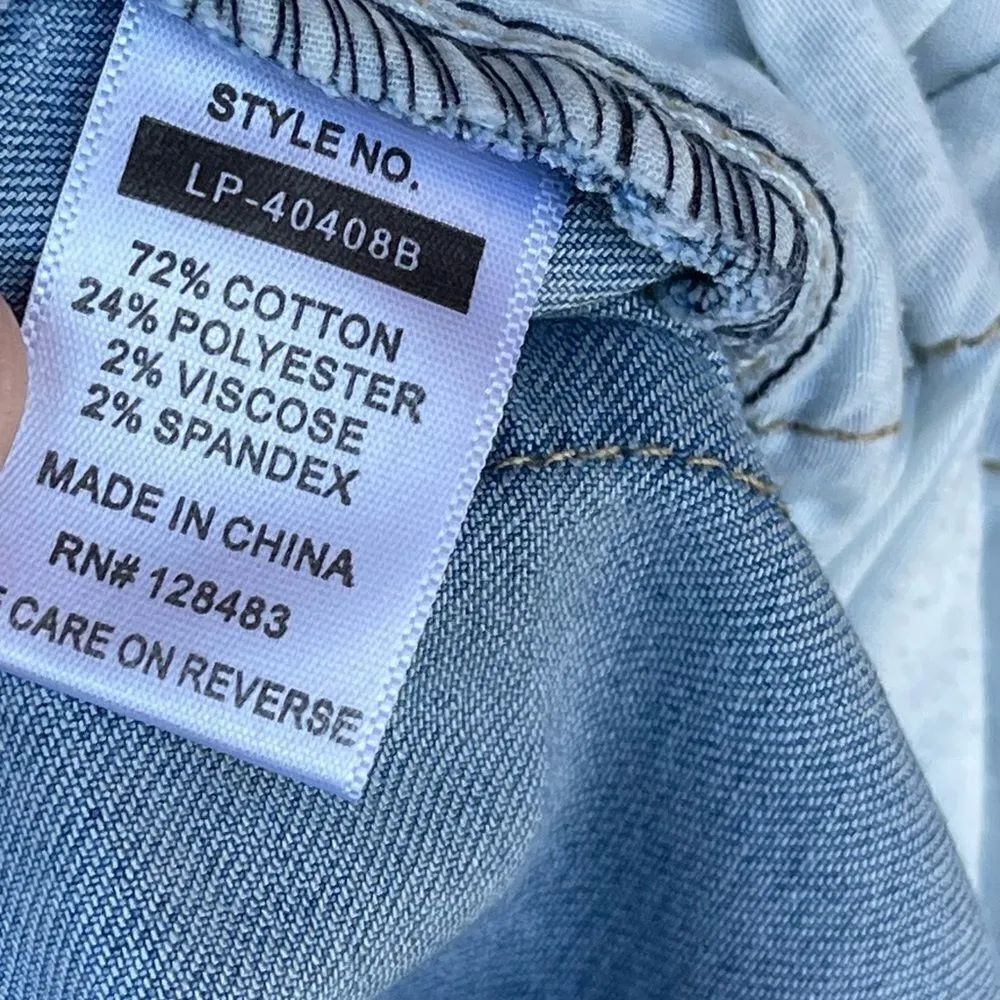 STYLE NO.
LP-40408B
72% COTTON
24% POLYESTER
2% VISCOSE
2% SPANDEX
MADE IN CHINA
RN# 128483
CARE ON REVERSE